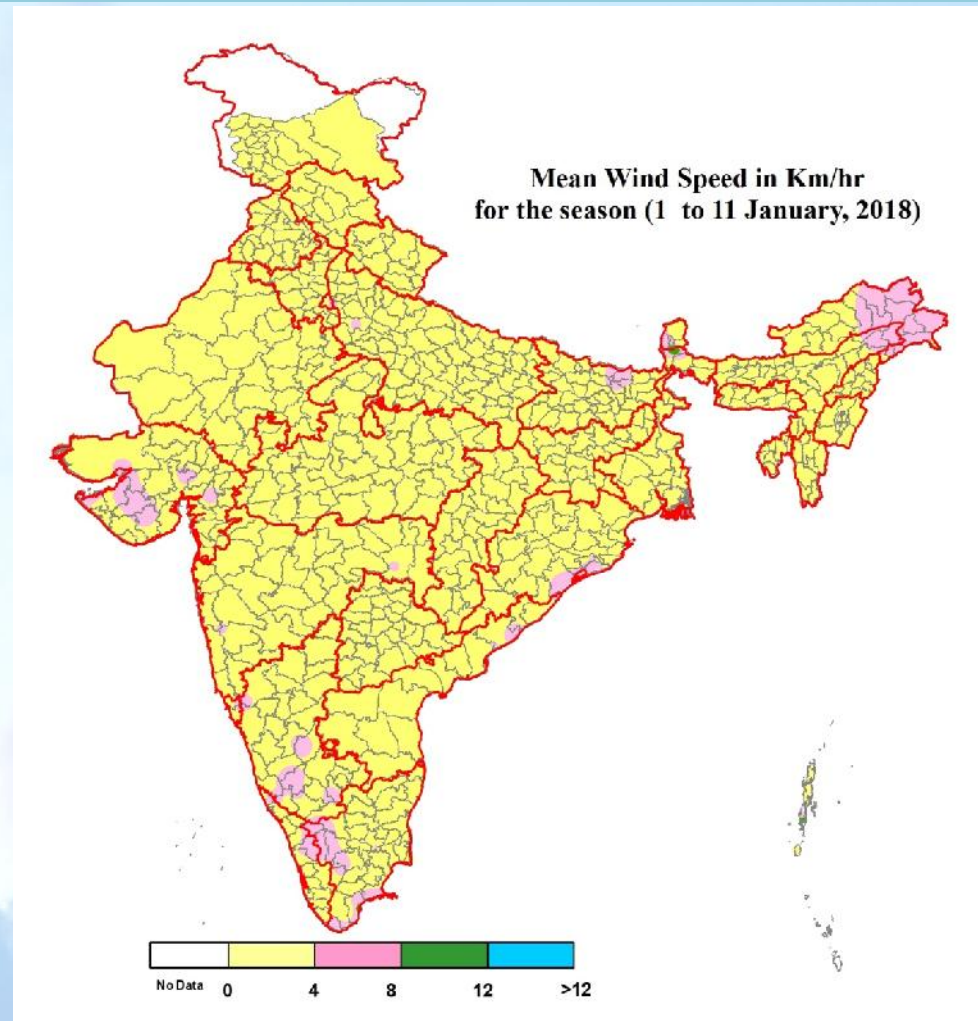 Mean Wind Speed in Km/hr
for the season (1 to 11 January, 2018)
No Data 0 4 8 12 >12